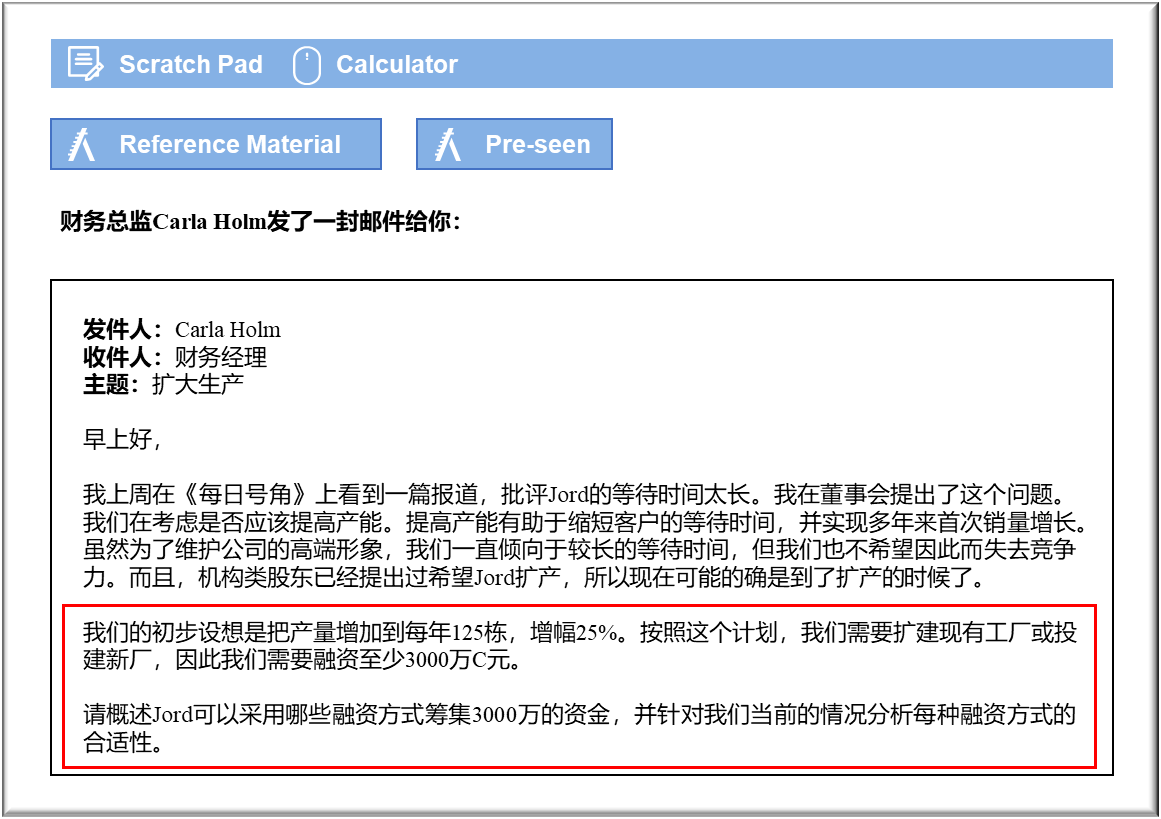 Scratch Pad Calculator
Reference Material Pre-seen
财务总监Carla Holm发了一封邮件给你：
发件人：Carla Holm
收件人：财务经理
主题：扩大生产
早上好，
我上周在《每日号角》上看到一篇报道，批评Jord的等待时间太长。我在董事会提出了这个问题。
我们在考虑是否应该提高产能。提高产能有助于缩短客户的等待时间，并实现多年来首次销量增长。
虽然为了维护公司的高端形象，我们一直倾向于较长的等待时间，但我们也不希望因此而失去竞争
力。而且，机构类股东已经提出过希望Jord扩产，所以现在可能的确是到了扩产的时候了。
我们的初步设想是把产量增加到每年125栋，增幅25%。按照这个计划，我们需要扩建现有工厂或投
建新厂，因此我们需要融资至少3000万C元。
请概述Jord可以采用哪些融资方式筹集3000万的资金，并针对我们当前的情况分析每种融资方式的
合适性。